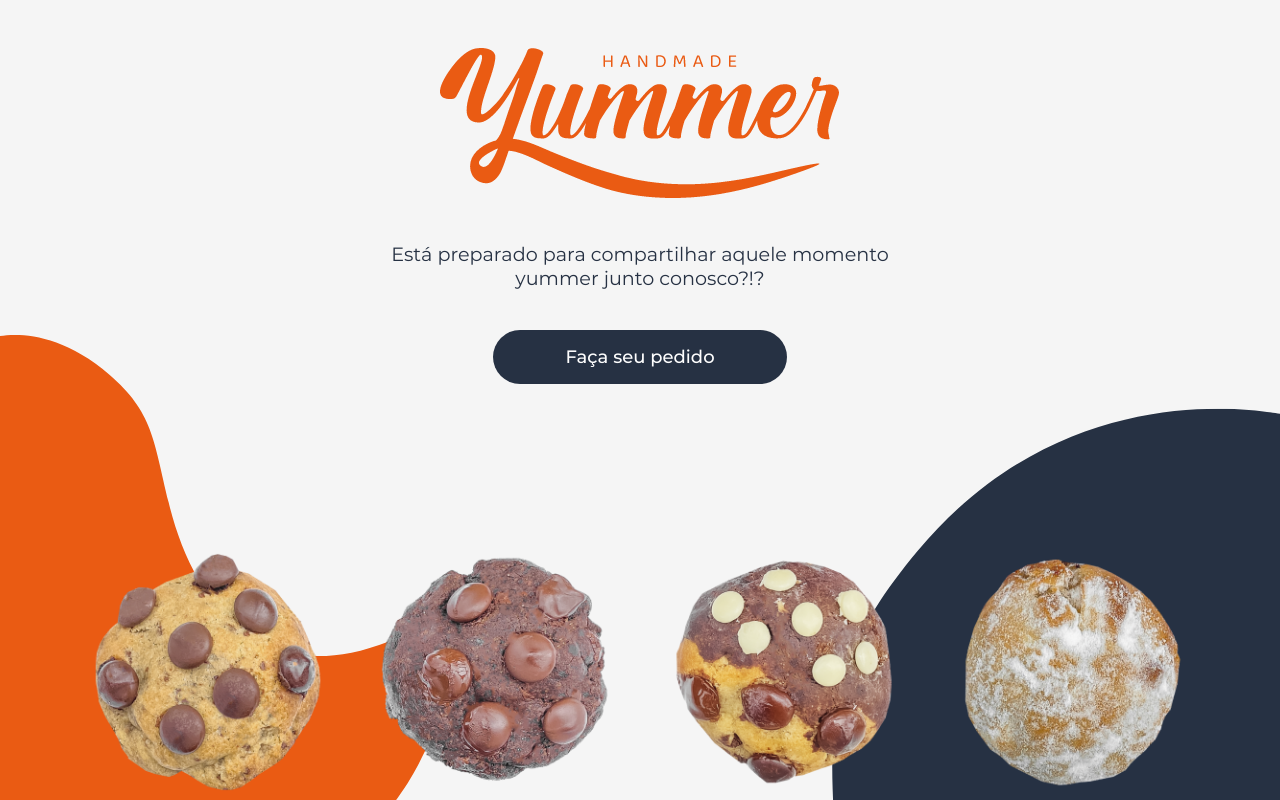 HANDMADE
Yummer
Está preparado para compartilhar aquele momento
yummer junto conosco?!?
Faça seu pedido